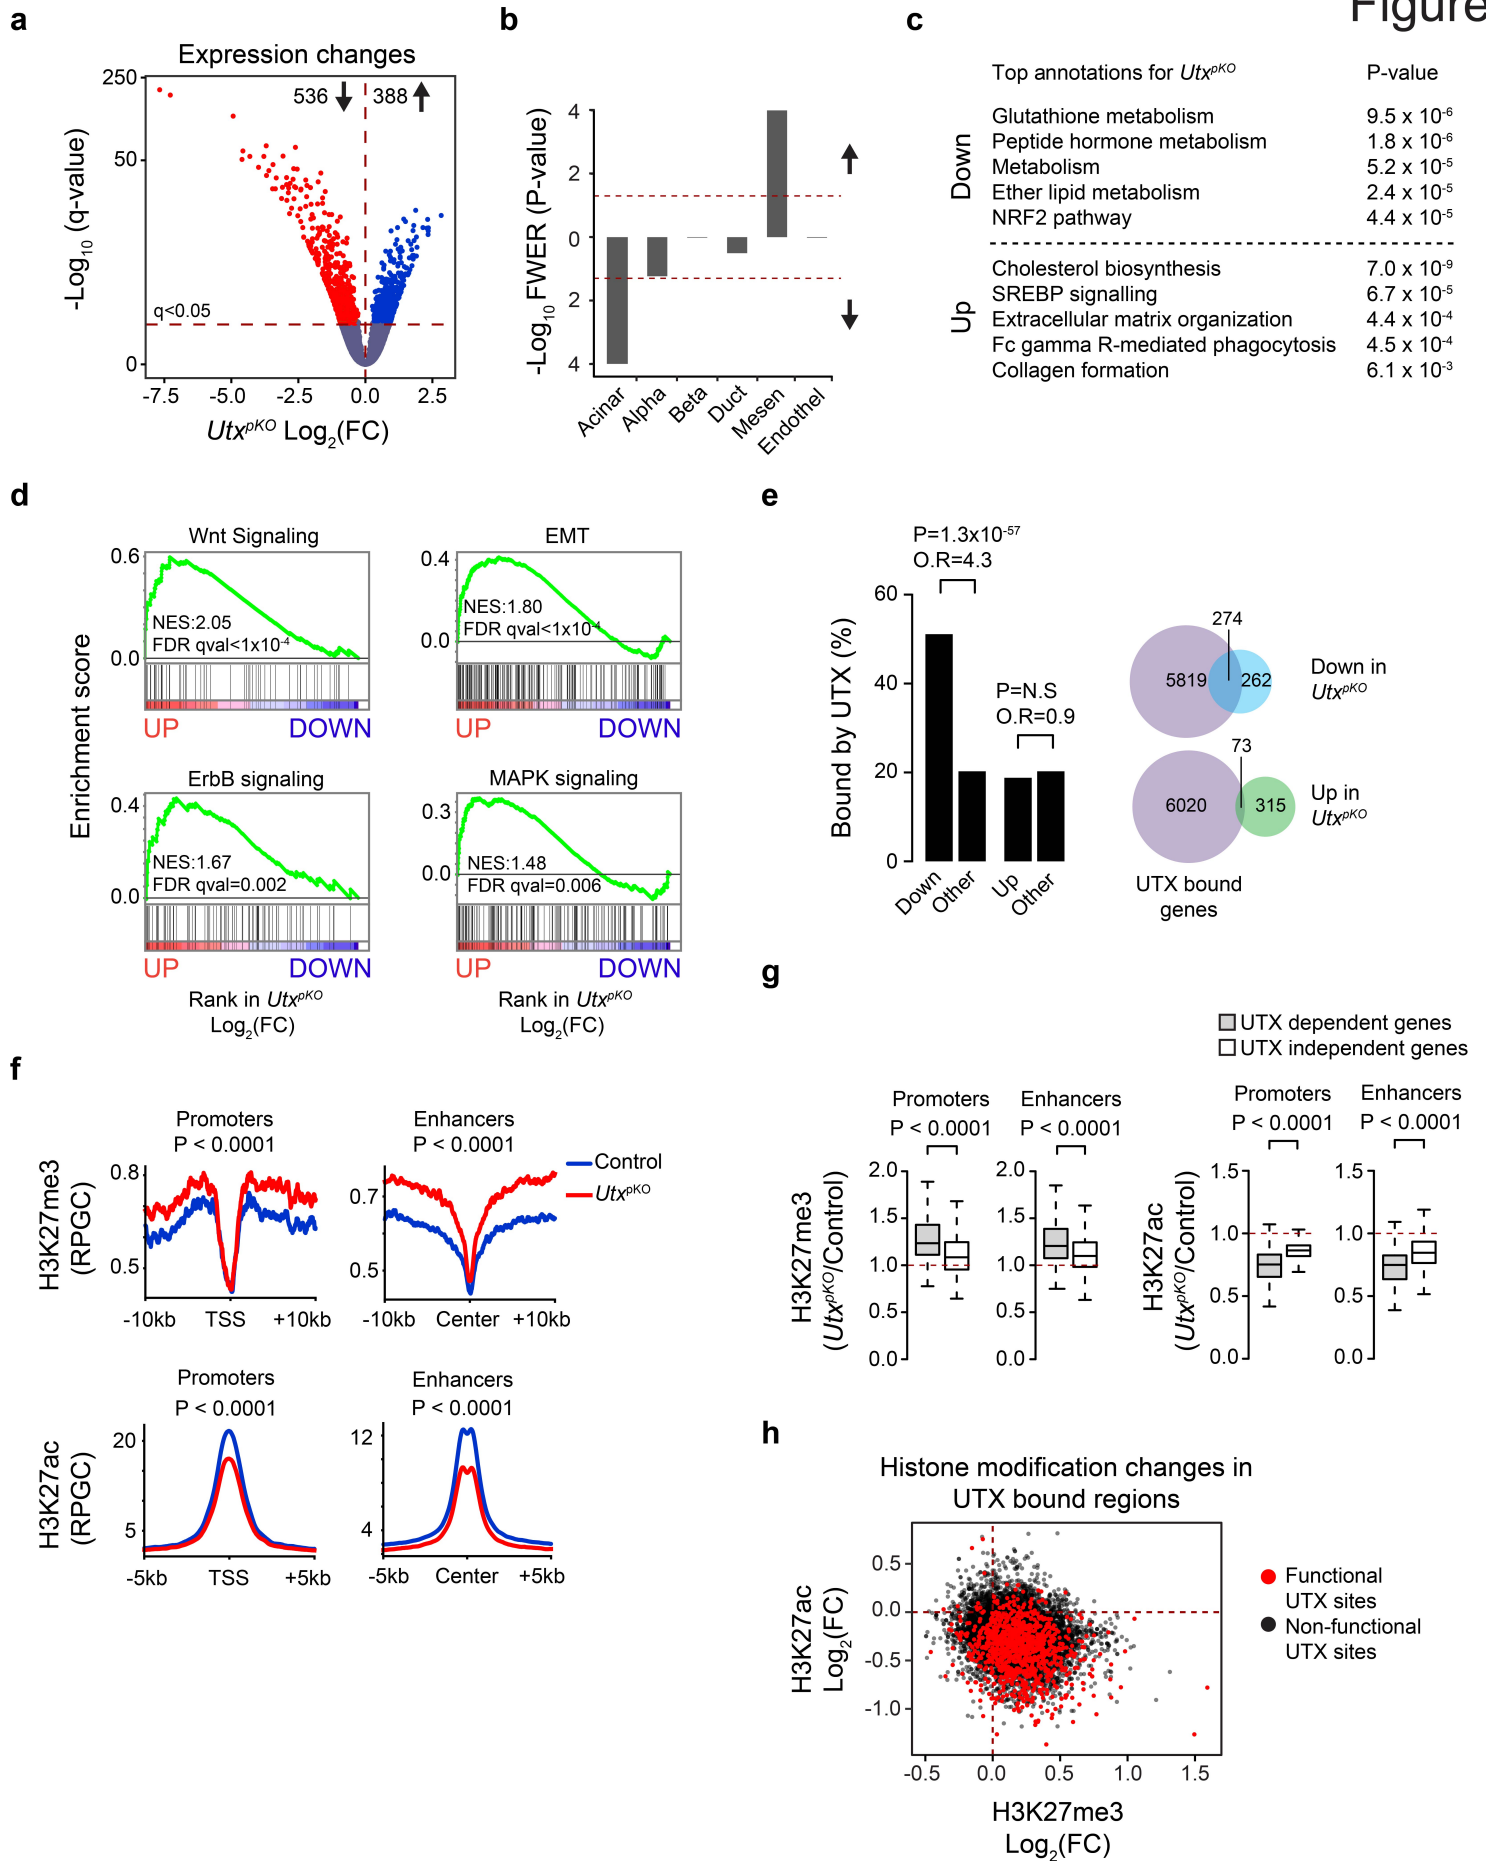 Figure
a
Expression changes
536
388
250
50
0
-Log10 (q-value)
q<0.05
-7.5 -5.0 -2.5 0.0 2.5
UtxpKO Log2(FC)
b
-Log10 FWER (P-value)
4
2
0
2
4
Acinar
Alpha
Beta
Duct
Mesen
Endothel
c
Top annotations for UtxpKO P-value
Down
Glutathione metabolism 9.5 x 10-6
Peptide hormone metabolism 1.8 x 10-6
Metabolism 5.2 x 10-5
Ether lipid metabolism 2.4 x 10-5
NRF2 pathway 4.4 x 10-5
Up
Cholesterol biosynthesis 7.0 x 10-9
SREBP signalling 6.7 x 10-5
Extracellular matrix organization 4.4 x 10-4
Fc gamma R-mediated phagocytosis 4.5 x 10-4
Collagen formation 6.1 x 10-3
d
Enrichment score
Wnt Signaling
0.6
0.0
NES:2.05
FDR qval<1x10-4
UP DOWN
EMT
0.4
0.0
NES:1.80
FDR qval<1x10-4
UP DOWN
ErbB signaling
0.4
0.0
NES:1.67
FDR qval=0.002
UP DOWN
Rank in UtxpKO
Log2(FC)
MAPK signaling
0.3
0.0
NES:1.48
FDR qval=0.006
UP DOWN
Rank in UtxpKO
Log2(FC)
e
P=1.3x10-57
O.R=4.3
P=N.S
O.R=0.9
Bound by UTX (%)
60
40
20
0
Down
Other
Up
Other
274
5819
262
Down in
UtxpKO
73
6020
315
Up in
UtxpKO
UTX bound
genes
f
H3K27me3
(RPGC)
Promoters
P < 0.0001
0.8
0.5
-10kb TSS +10kb
Enhancers
P < 0.0001
0.7
0.5
-10kb Center +10kb
Control
UtxpKO
H3K27ac
(RPGC)
Promoters
P < 0.0001
20
5
-5kb TSS +5kb
Enhancers
P < 0.0001
12
4
-5kb Center +5kb
g
UTX dependent genes
UTX independent genes
H3K27me3
(UtxpKO/Control)
Promoters
P < 0.0001
2.0
1.5
1.0
0.5
0.0
Enhancers
P < 0.0001
2.0
1.5
1.0
0.5
0.0
H3K27ac
(UtxpKO/Control)
Promoters
P < 0.0001
1.5
1.0
0.5
0.0
Enhancers
P < 0.0001
1.5
1.0
0.5
0.0
h
Histone modification changes in
UTX bound regions
H3K27ac
Log2(FC)
0.5
0.0
-0.5
-1.0
-0.5 0.0 0.5 1.0 1.5
H3K27me3
Log2(FC)
Functional
UTX sites
Non-functional
UTX sites